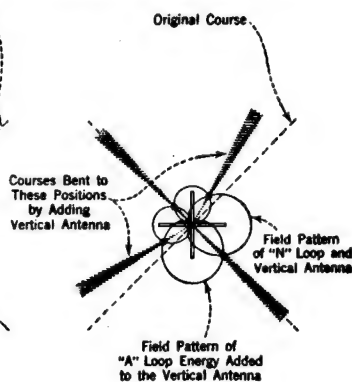 Original Course
Courses Bent to
These Positions
by Adding
Vertical Antenna
Field Pattern
of "N" Loop and
Vertical Antenna
Field Pattern of
"A" Loop Energy Added
to the Vertical Antenna